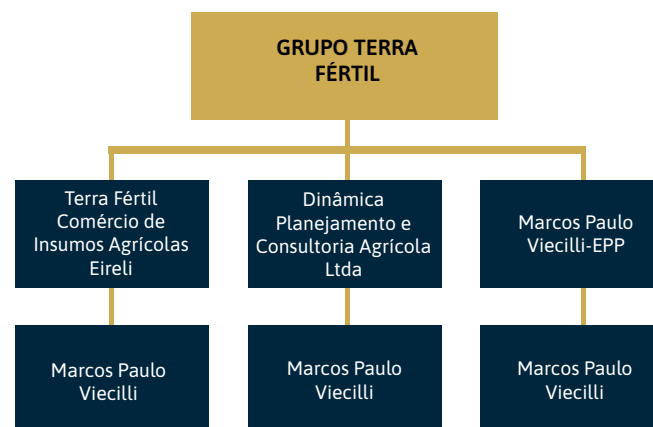 GRUPO TERRA
FÉRTIL
Terra Fértil
Comércio de
Insumos Agrícolas
Eireli
Dinâmica
Planejamento e
Consultoria Agrícola
Ltda
Marcos Paulo
Viecilli-EPP
Marcos Paulo
Viecilli
Marcos Paulo
Viecilli
Marcos Paulo
Viecilli